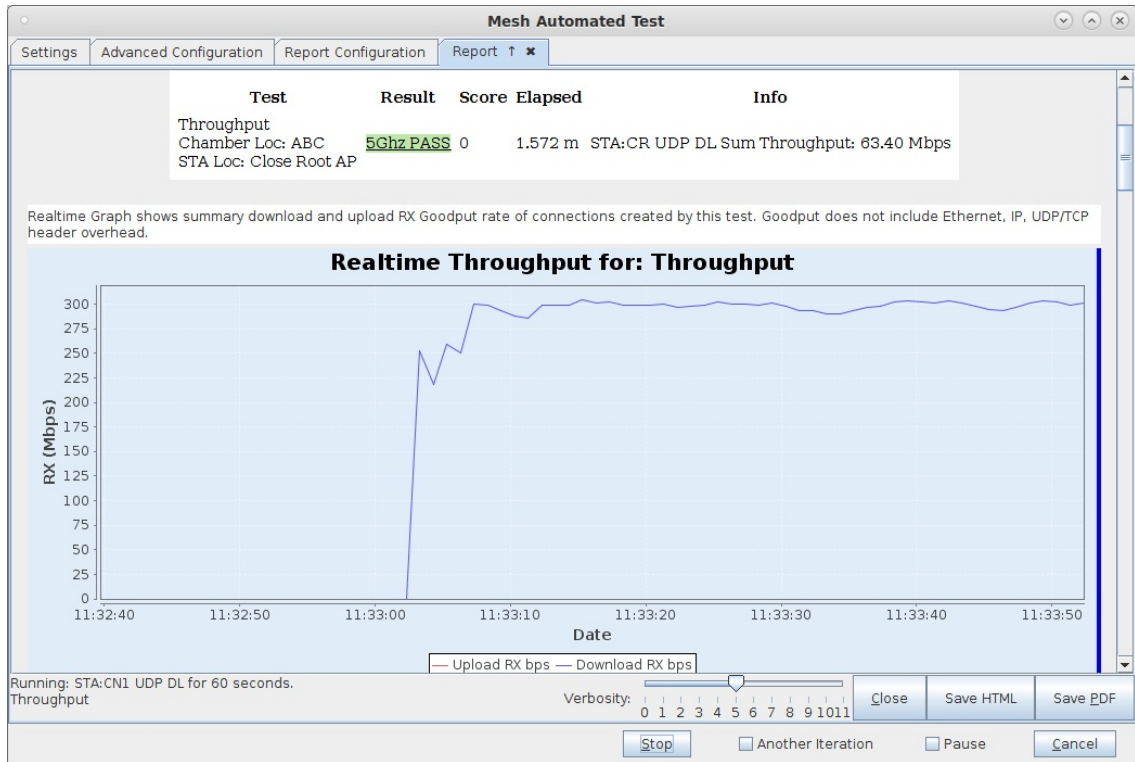 Mesh Automated Test
Settings
Advanced Configuration
Report Configuration
Report ↑ ✖
Test Result Score Elapsed Info
Throughput
Chamber Loc: ABC 5Ghz PASS 0 1.572 m STA:CR UDP DL Sum Throughput: 63.40 Mbps
STA Loc: Close Root AP
Realtime Graph shows summary download and upload RX Goodput rate of connections created by this test. Goodput does not include Ethernet, IP, UDP/TCP
header overhead.
Realtime Throughput for: Throughput
RX (Mbps)
300
275
250
225
200
175
150
125
100
75
50
25
0
11:32:40 11:32:50 11:33:00 11:33:10 11:33:20 11:33:30 11:33:40 11:33:50
Date
Upload RX bps Download RX bps
Running: STA:CN1 UDP DL for 60 seconds.
Throughput
Verbosity:
0 1 2 3 4 5 6 7 8 9 10 11
Close
Save HTML
Save PDF
Stop
Another Iteration
Pause
Cancel